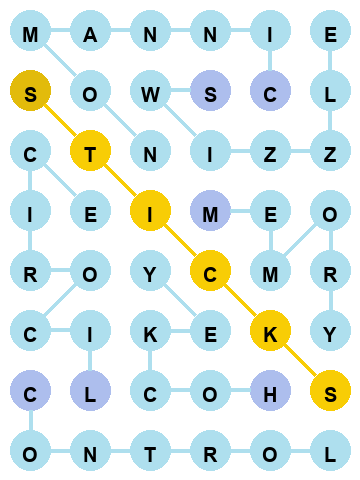 M A N N I E
S O W S C L
C T N I Z Z
I E I M E O
R O Y C M R
C I K E K Y
C L C O H S
O N T R O L